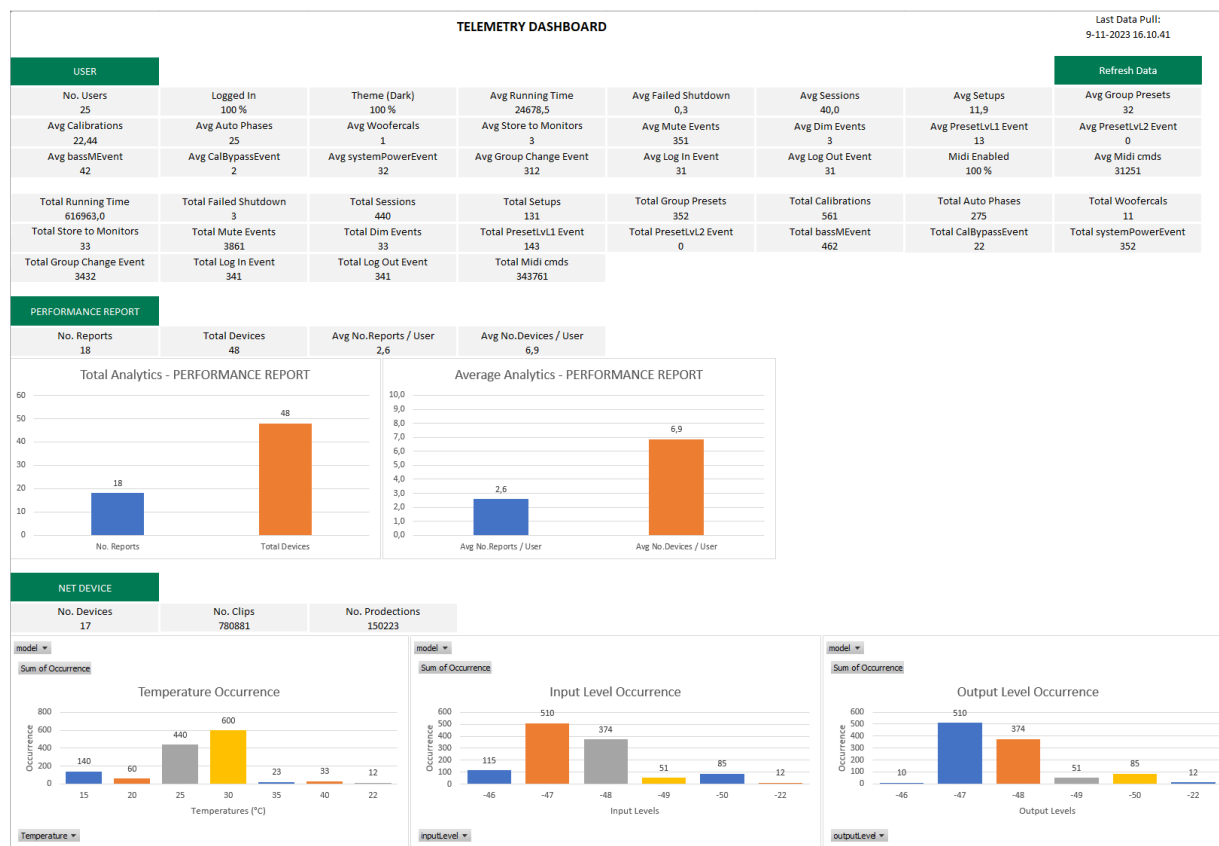 TELEMETRY DASHBOARD
Last Data Pull:
9-11-2023 16.10.41
USER
Refresh Data
No. Users Logged In Theme (Dark) Avg Running Time Avg Failed Shutdown Avg Sessions Avg Setups Avg Group Presets
25 100 % 100 % 24678,5 0,3 40,0 11,9 32
Avg Calibrations Avg Auto Phases Avg Woofercals Avg Store to Monitors Avg Mute Events Avg Dim Events Avg PresetLvL1 Event Avg PresetLvL2 Event
22,44 25 1 3 351 3 13 0
Avg bassMEvent Avg CalBypassEvent Avg systemPowerEvent Avg Group Change Event Avg Log In Event Avg Log Out Event Midi Enabled Avg Midi cmds
42 2 32 312 31 31 100 % 31251
Total Running Time Total Failed Shutdown Total Sessions Total Setups Total Group Presets Total Calibrations Total Auto Phases Total Woofercals
616963,0 3 440 131 352 561 275 11
Total Store to Monitors Total Mute Events Total Dim Events Total PresetLvL1 Event Total PresetLvL2 Event Total bassMEvent Total CalBypassEvent Total systemPowerEvent
33 3861 33 143 0 462 22 352
Total Group Change Event Total Log In Event Total Log Out Event Total Midi cmds
3432 341 341 343761
PERFORMANCE REPORT
No. Reports Total Devices Avg No.Reports / User Avg No.Devices / User
18 48 2,6 6,9
Total Analytics - PERFORMANCE REPORT
60
50
40
30
20
10
0
18
48
No. Reports Total Devices
Average Analytics - PERFORMANCE REPORT
10,0
9,0
8,0
7,0
6,0
5,0
4,0
3,0
2,0
1,0
0,0
2,6
6,9
Avg No.Reports / User Avg No.Devices / User
NET DEVICE
No. Devices No. Clips No. Prodections
17 780881 150223
model
Sum of Occurrence
Temperature Occurrence
Occurrence
800
600
400
200
0
140 60 440 600 23 33 12
15 20 25 30 35 40 22
Temperatures (°C)
Temperature
model
Sum of Occurrence
Input Level Occurrence
Occurrence
600
500
400
300
200
100
0
115 510 374 51 85 12
-46 -47 -48 -49 -50 -22
Input Levels
inputLevel
model
Sum of Occurrence
Output Level Occurrence
Occurrence
600
500
400
300
200
100
0
10 510 374 51 85 12
-46 -47 -48 -49 -50 -22
Output Levels
outputLevel